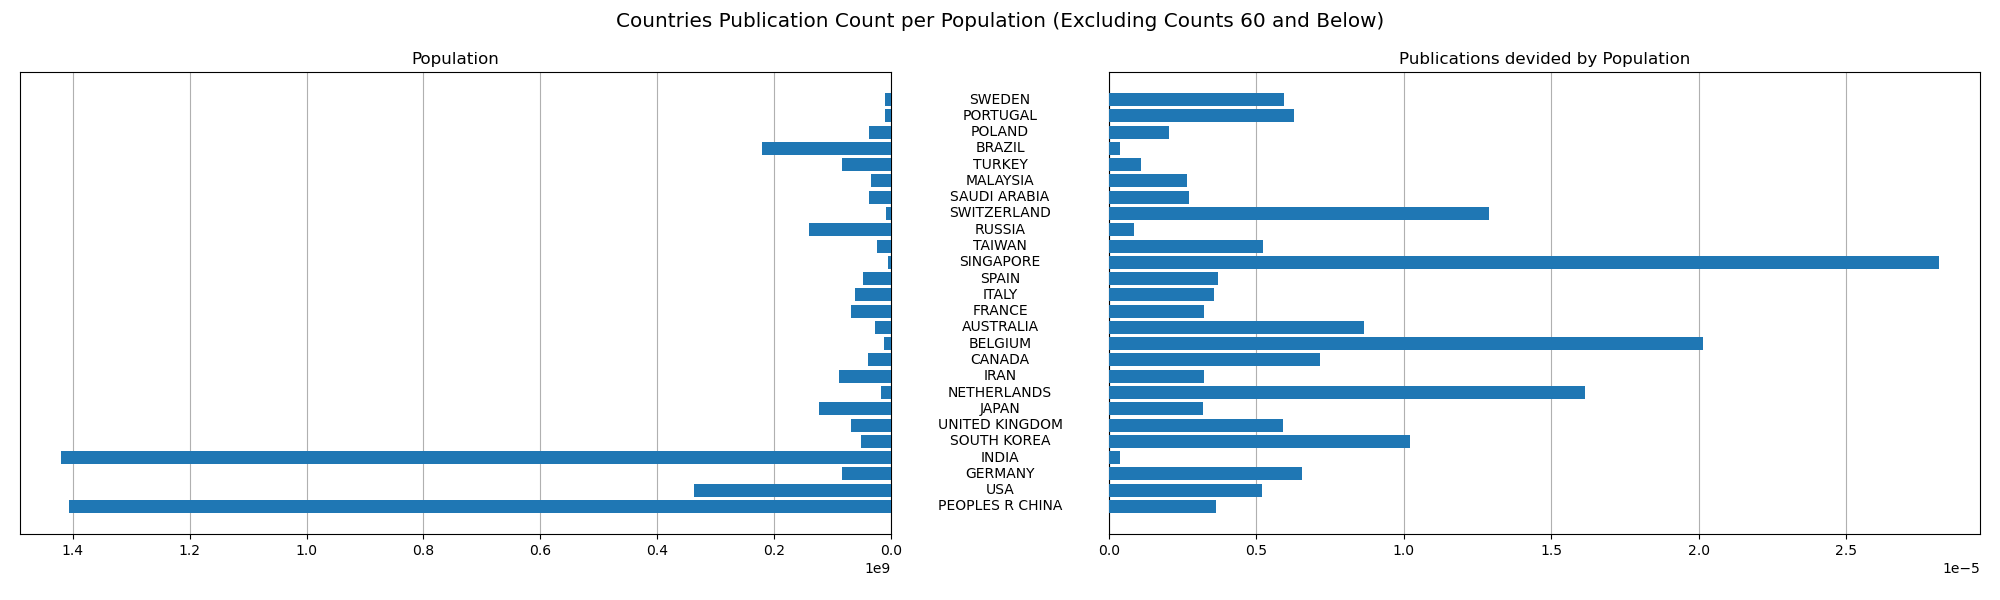 Countries Publication Count per Population (Excluding Counts 60 and Below)
Population
Publications devided by Population
SWEDEN
PORTUGAL
POLAND
BRAZIL
TURKEY
MALAYSIA
SAUDI ARABIA
SWITZERLAND
RUSSIA
TAIWAN
SINGAPORE
SPAIN
ITALY
FRANCE
AUSTRALIA
BELGIUM
CANADA
IRAN
NETHERLANDS
JAPAN
UNITED KINGDOM
SOUTH KOREA
INDIA
GERMANY
USA
PEOPLES R CHINA
1.4 1.2 1.0 0.8 0.6 0.4 0.2 0.0
1e9
0.0 0.5 1.0 1.5 2.0 2.5
1e−5